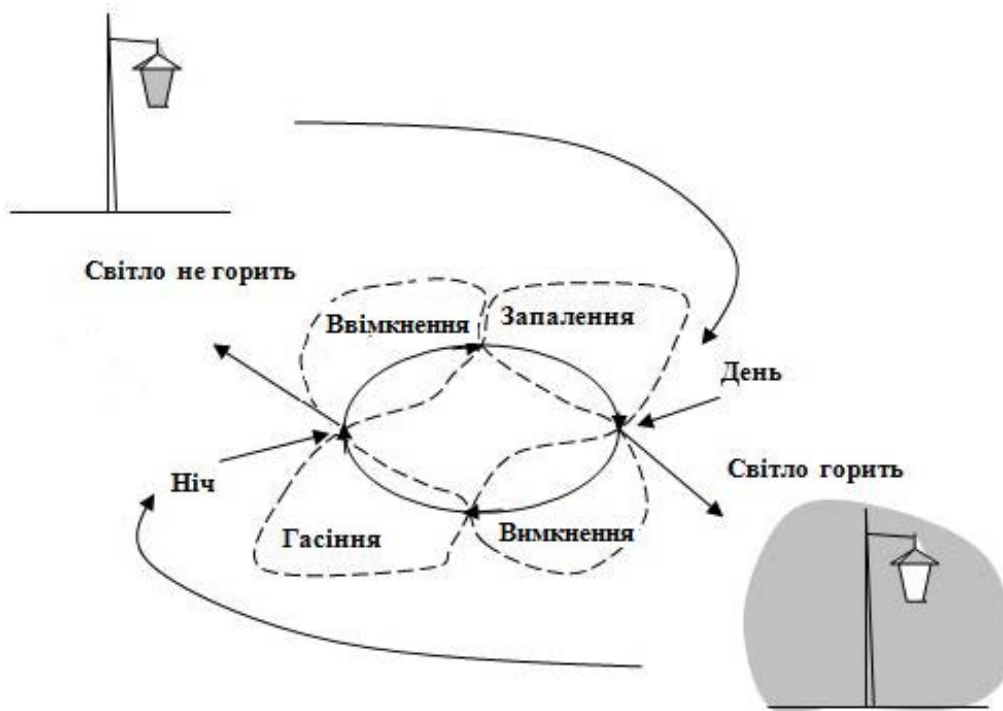 Світло не горить
Ввімкнення
Запалення
День
Ніч
Світло горить
Гасіння
Вимкнення